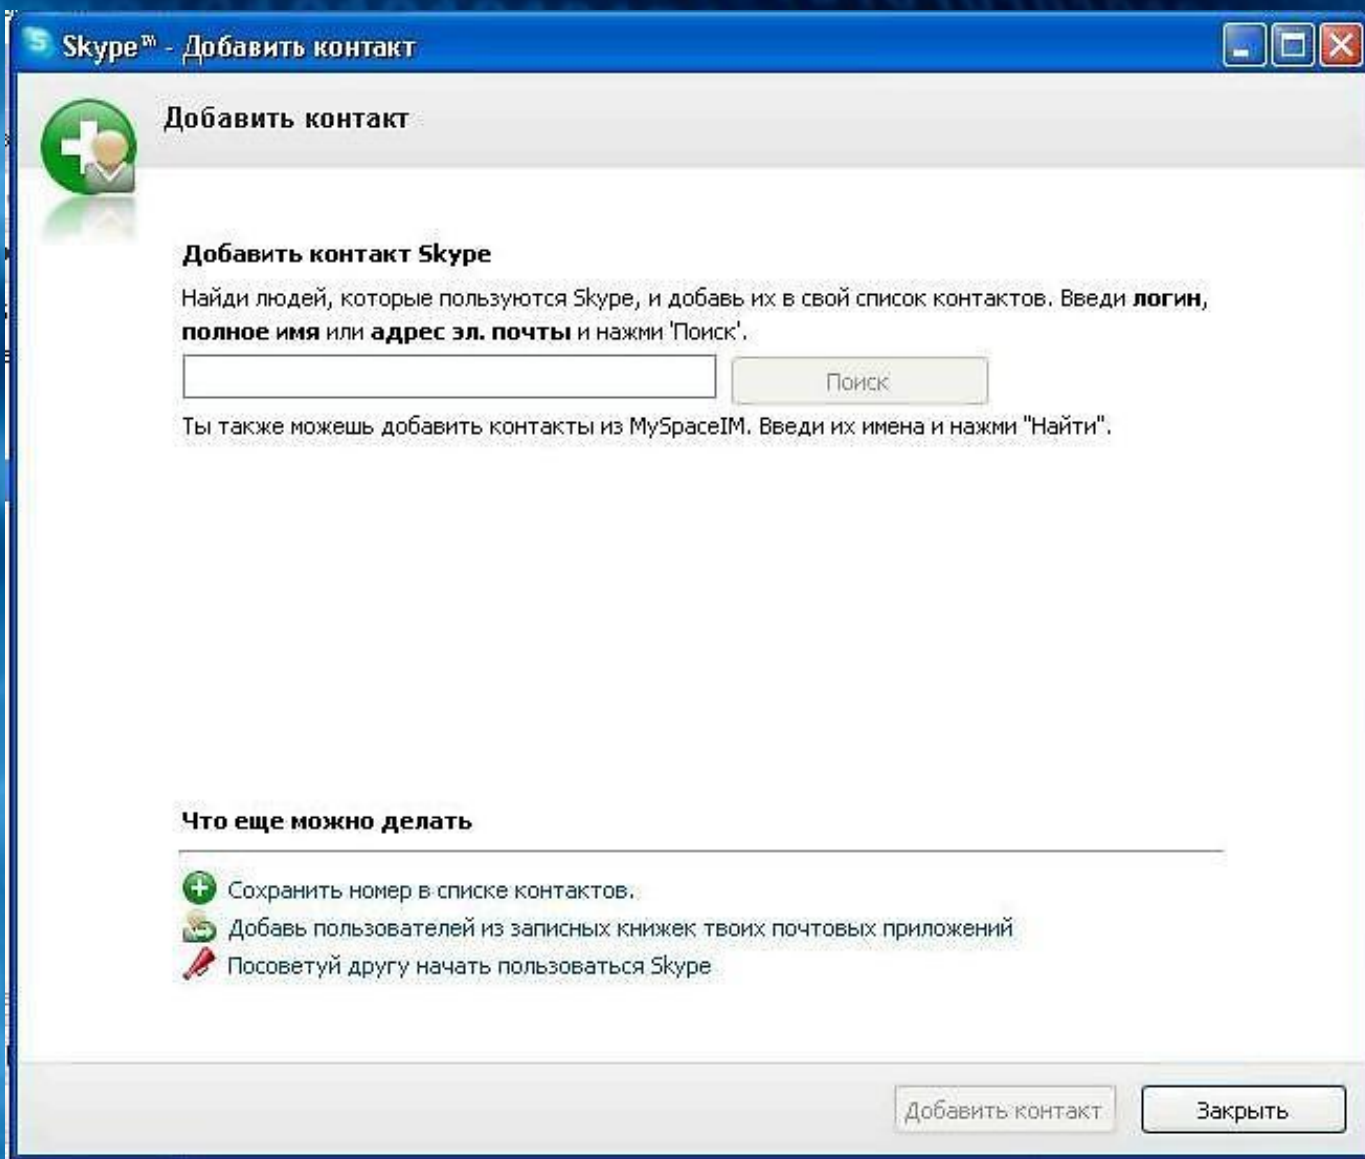 Skype™ - Добавить контакт
Добавить контакт
Добавить контакт Skype
Найди людей, которые пользуются Skype, и добавь их в свой список контактов. Введи логин,
полное имя или адрес эл. почты и нажми 'Поиск'.
Поиск
Ты также можешь добавить контакты из MySpaceIM. Введи их имена и нажми "Найти".
Что еще можно делать
Сохранить номер в списке контактов.
Добавь пользователей из записных книжек твоих почтовых приложений
Посоветуй другу начать пользоваться Skype
Добавить контакт
Закрыть